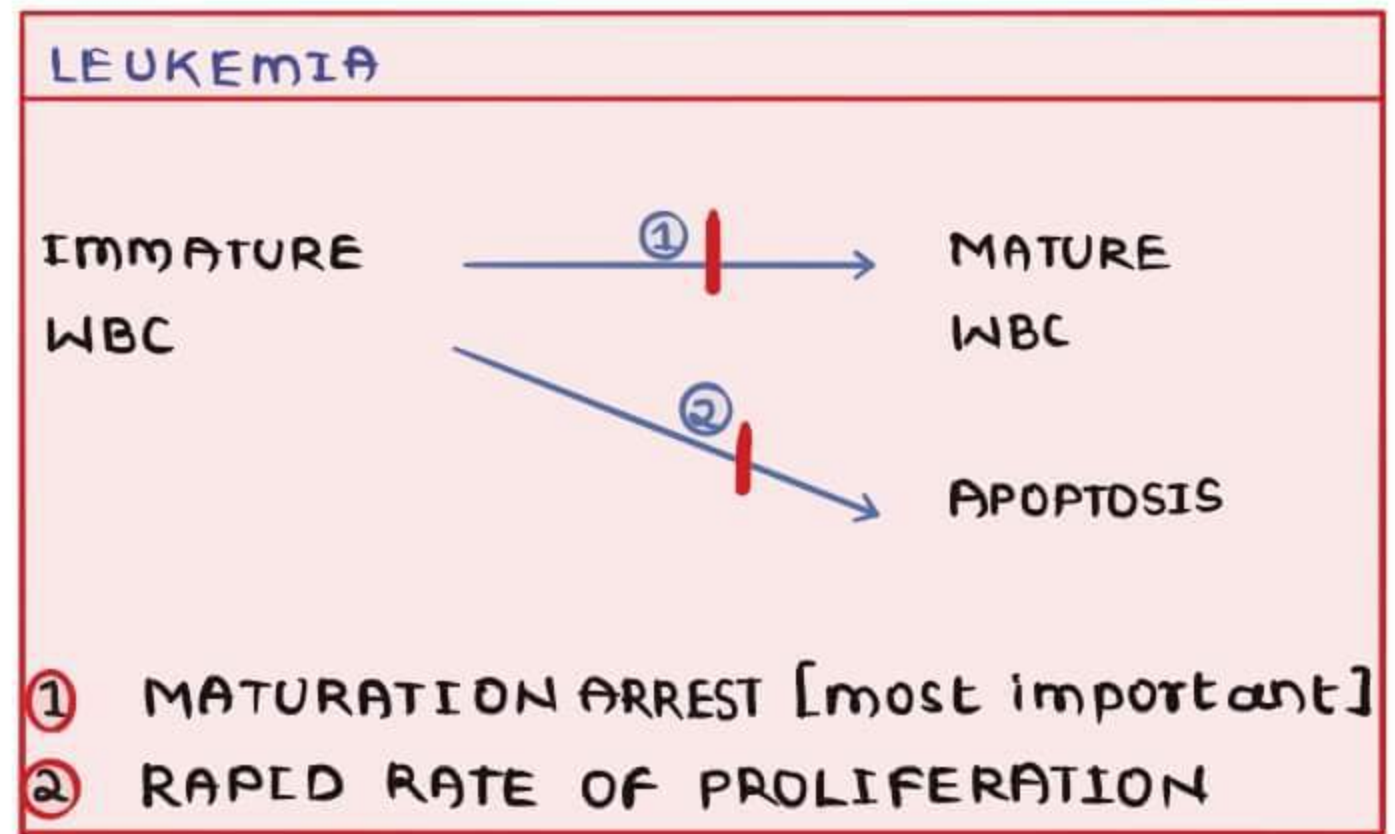 LEUKEMIA
IMMATURE ① MATURE
WBC WBC
②
APOPTOSIS
① MATURATION ARREST [most important]
② RAPID RATE OF PROLIFERATION